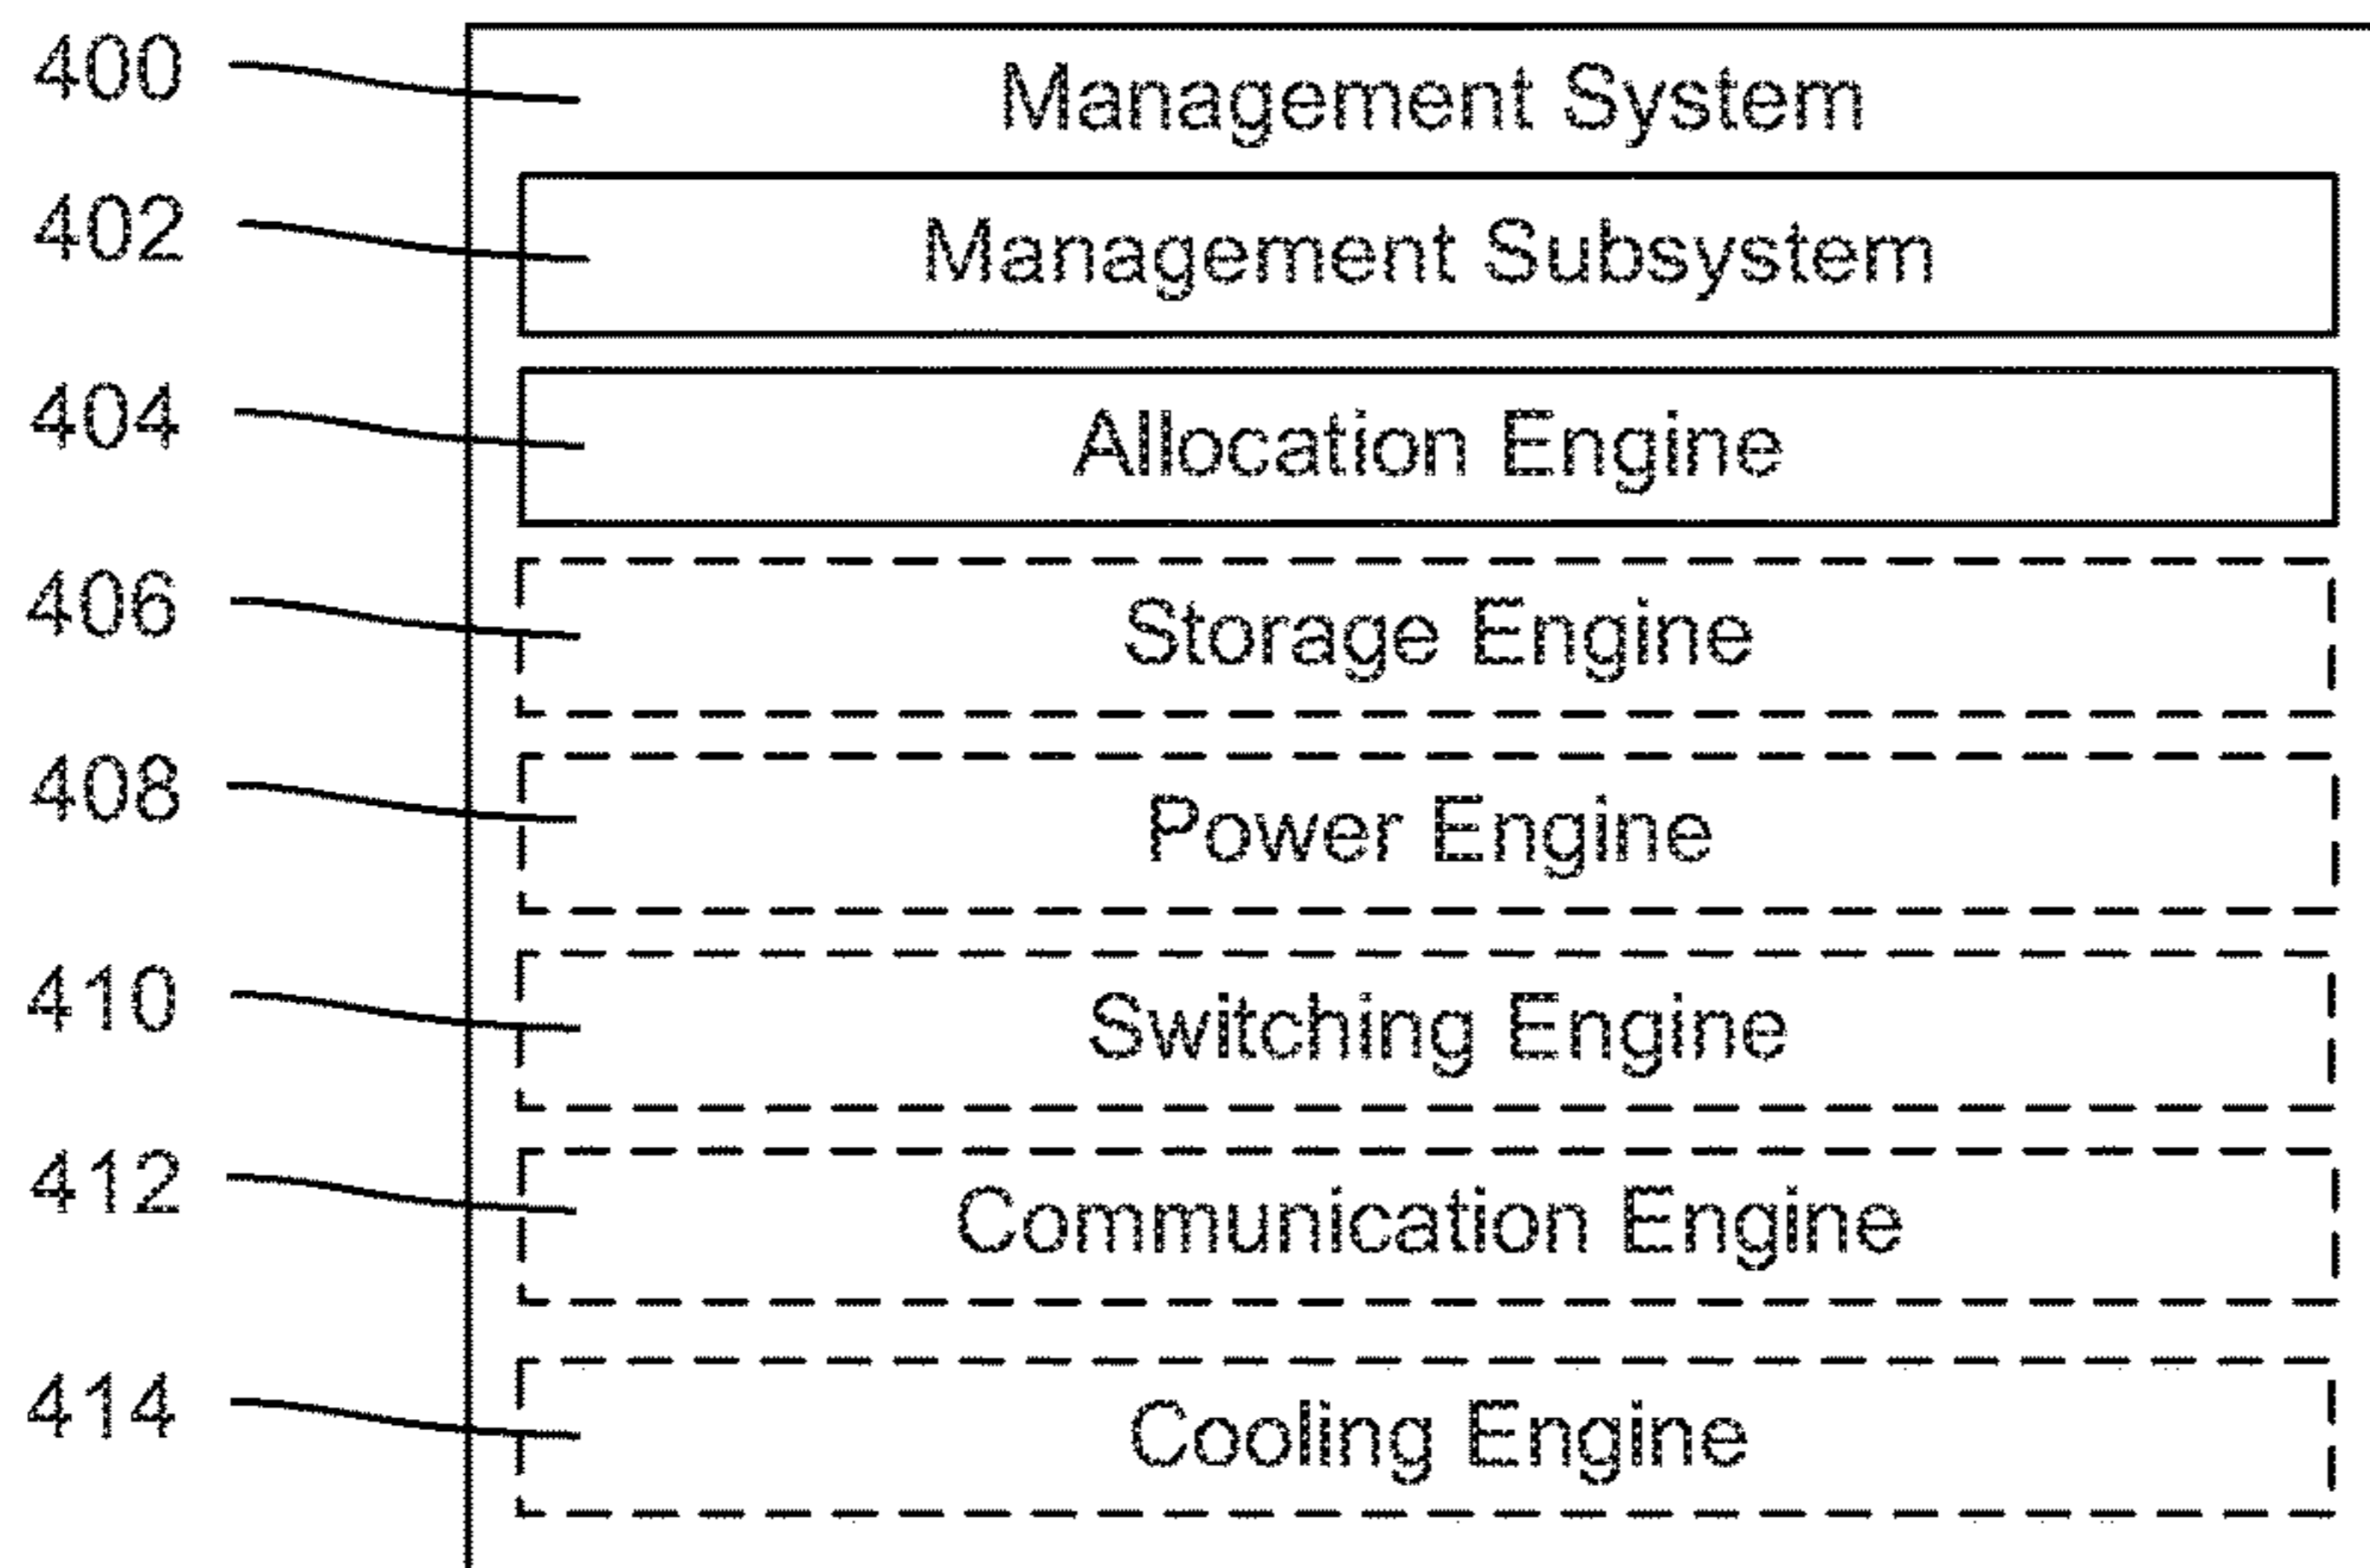 400 Management System
402 Management Subsystem
404 Allocation Engine
406 Storage Engine
408 Power Engine
410 Switching Engine
412 Communication Engine
414 Cooling Engine